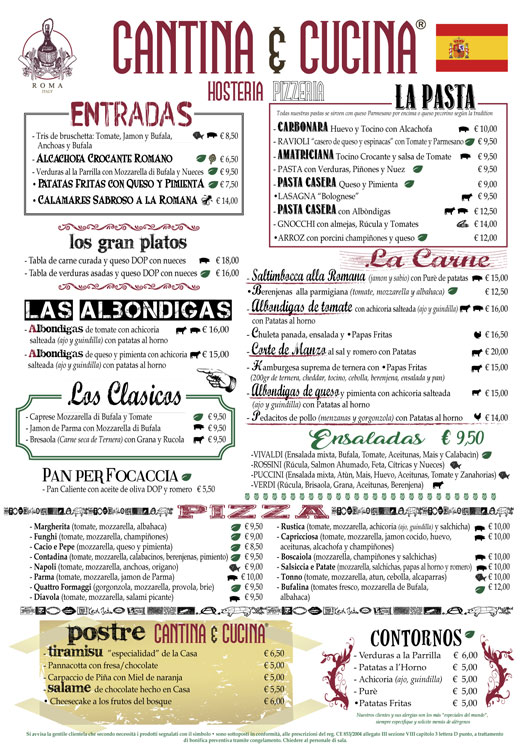 ROMA
ITALY
CANTINA & CUCINA®
HOSTERIA PIZZERIA
ENTRADAS
- Tris de bruschetta: Tomate, Jamon y Bufala, € 8,50
Anchoas y Bufala
- ALCACHOFA CROCANTE ROMANO € 6,50
- Verduras al la Parrilla con Mozzarella di Bufala y Nueces € 9,50
• PATATAS FRITAS CON QUESO Y PIMIENTA € 7,50
• CALAMARES SABROSO A LA ROMANA € 14,00
los gran platos
- Tabla de carne curada y queso DOP con nueces € 18,00
- Tabla de verduras asadas y queso DOP con nueces € 16,00
LAS ALBÓNDIGAS
- Albondigas de tomate con achicoria € 16,00
salteada (ajo y guindilla) con patatas al horno
- Albondigas de queso y pimienta con achicoria € 15,00
salteada (ajo y guindilla) con patatas al horno
Los Clasicos
- Caprese Mozzarella di Bufala y Tomate € 9,50
- Jamon de Parma con Mozzarella di Bufala € 9,50
- Bresaola (Carne seca de Ternera) con Grana y Rucola € 9,50
PAN PER FOCACCIA
- Pan Caliente con aceite de oliva DOP y romero € 5,50
LA PASTA
Todas nuestras pastas se sirven con queso Parmesano por encima o queso pecorino según la tradition
- CARBONARA Huevo y Tocino con Alcachofa € 10,00
- RAVIOLI "casero de queso y espinacas" con Tomate y Parmesano € 9,50
- AMATRICIANA Tocino Crocante y salsa de Tomate € 9,50
- PASTA con Verduras, Piñones y Nuez € 9,50
- PASTA CASERA Queso y Pimienta € 9,00
•LASAGNA "Bolognese" € 9,50
- PASTA CASERA con Albòndigas € 12,50
- GNOCCHI con almejas, Rúcula y Tomates € 14,00
•ARROZ con porcini champiñones y queso € 12,00
La Carne
- Saltimbocca alla Romana (jamon y sabio) con Purè de patatas € 15,00
•Berenjenas alla parmigiana (tomate, mozzarella y albahaca) € 12,50
- Albondigas de tomate con achicoria salteada (ajo y guindilla) € 16,00
con Patatas al horno
- Chuleta panada, ensalada y •Papas Fritas € 16,50
- Corte de Manzo al sal y romero con Patatas € 20,00
- Hamburgesa suprema de ternera con •Papas Fritas € 15,00
(200gr de ternera, cheddar, tocino, cebolla, berenjena, ensalada y pan)
- Albondigas de queso y pimienta con achicoria salteada € 15,00
(ajo y guindilla) con Patatas al horno
- Pedacitos de pollo (menzanas y gorgonzola) con Patatas al horno € 14,00
Ensaladas € 9,50
-VIVALDI (Ensalada mixta, Bufala, Tomate, Aceitunas, Mais y Calabacin)
-ROSSINI (Rúcula, Salmon Ahumado, Feta, Cítricas y Nueces)
-PUCCINI (Ensalada mixta, Atún, Mais, Huevo, Aceitunas, Tomate y Zanahorias)
-VERDI (Rúcula, Brisaola, Grana, Aceitunas, Berenjena)
PIZZA
- Margherita (tomate, mozzarella, albahaca) € 9,50
- Funghi (tomate, mozzarella, champiñones) € 9,00
- Cacio e Pepe (mozzarella, queso y pimienta) € 8,50
- Contadina (tomate, mozzarella, calabacines, berenjenas, pimiento) € 9,50
- Napoli (tomate, mozzarella, anchoas, origano) € 9,00
- Parma (tomate, mozzarella, jamon de Parma) € 10,00
- Quattro Formaggi (gorgonzola, mozzarella, provola, brie) € 9,50
- Diavola (tomate, mozzarella, salami picante) € 9,50
- Rustica (tomate, mozzarella, achicoria (ajo, guindilla) y salchicha) € 10,00
- Capricciosa (tomate, mozzarella, jamon cocido, huevo, € 10,00
aceitunas, alcachofa y champiñones)
- Boscaiola (mozzarella, champiñones y salchichas) € 10,00
- Salsiccia e Patate (mozzarella, salchichas, papas al horno y romero) € 10,00
- Tonno (tomate, mozzarella, atun, cebolla, alcaparras) € 10,00
- Bufalina (tomates fresco, mozzarella de Bufala, € 12,00
albahaca)
postre CANTINA & CUCINA®
- tiramisu "especialidad" de la Casa € 6,50
- Pannacotta con fresa/chocolate € 5,00
- Carpaccio de Piña con Miel de naranja € 5,00
- salame de chocolate hecho en Casa € 5,50
• Cheesecake a los frutos del bosque € 6,00
CONTORNOS
- Verduras a la Parrilla € 6,00
- Patatas a l'Horno € 5,00
- Achicoria € 5,00
- Purè € 5,00
•Patatas Fritas € 5,00
Nuestros clientes y sus alergias son los más "especiales del mundo",
siempre especifique y solicite menùs de alérgenos
Si avvisa la gentile clientela che secondo necessità i prodotti segnalati con il simbolo • sono sottoposti in conformità, alle prescrizioni del reg. CE 853/2004 allegato III sezione VIII capitolo 3 lettera D punto, a trattamento
di bonifica preventiva tramite congelamento. Chiedere al personale di sala.